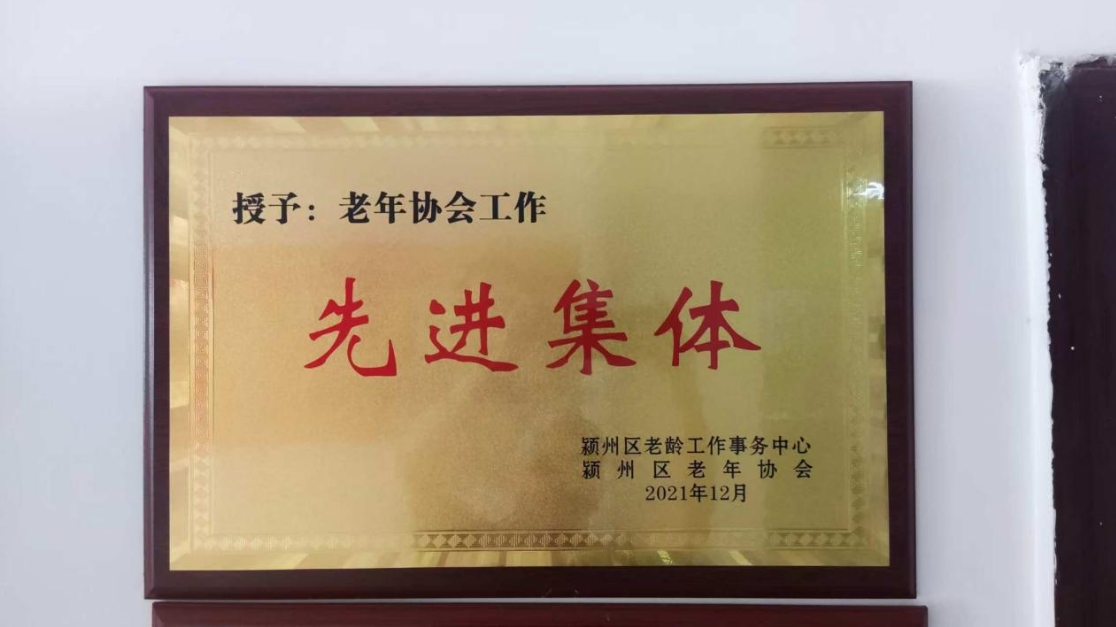 授予：老年协会工作
先进集体
颍州区老龄工作事务中心
颍州区老年协会
2021年12月